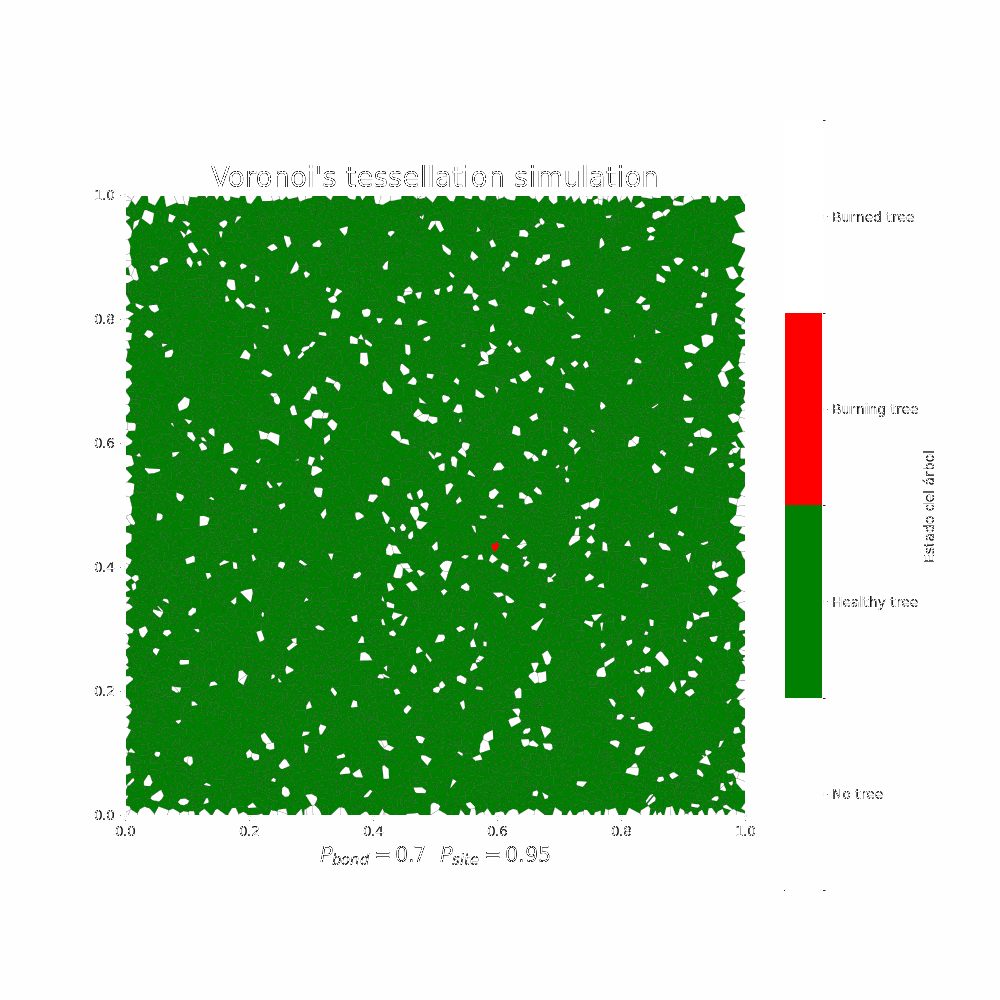 Voronoi's tessellation simulation
1.0
0.8
0.6
0.4
0.2
0.0
0.0 0.2 0.4 0.6 0.8 1.0
P_bond = 0.7 P_site = 0.95
Burned tree
Burning tree
Healthy tree
No tree
Estado del árbol